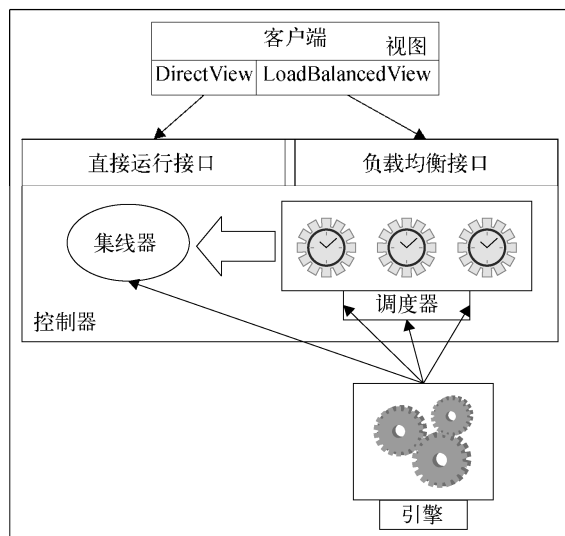 客户端
视图
DirectView
LoadBalancedView
直接运行接口
负载均衡接口
集线器
调度器
控制器
引擎